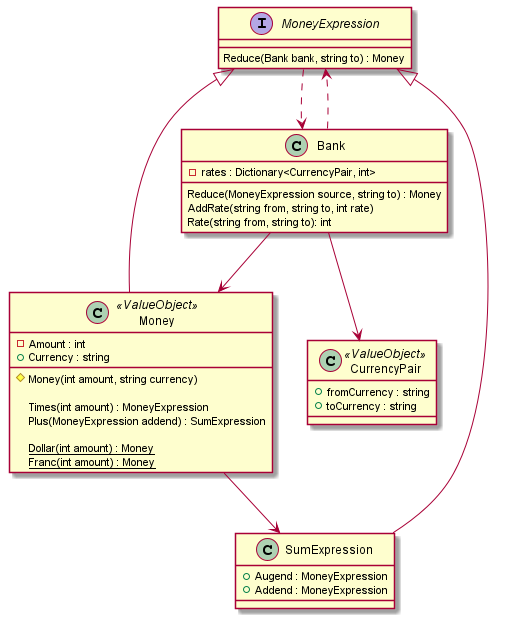 I MoneyExpression
Reduce(Bank bank, string to) : Money
C Bank
rates : Dictionary<CurrencyPair, int>
Reduce(MoneyExpression source, string to) : Money
AddRate(string from, string to, int rate)
Rate(string from, string to): int
C «ValueObject»
Money
Amount : int
Currency : string
Money(int amount, string currency)
Times(int amount) : MoneyExpression
Plus(MoneyExpression addend) : SumExpression
Dollar(int amount) : Money
Franc(int amount) : Money
C «ValueObject»
CurrencyPair
fromCurrency : string
toCurrency : string
C SumExpression
Augend : MoneyExpression
Addend : MoneyExpression